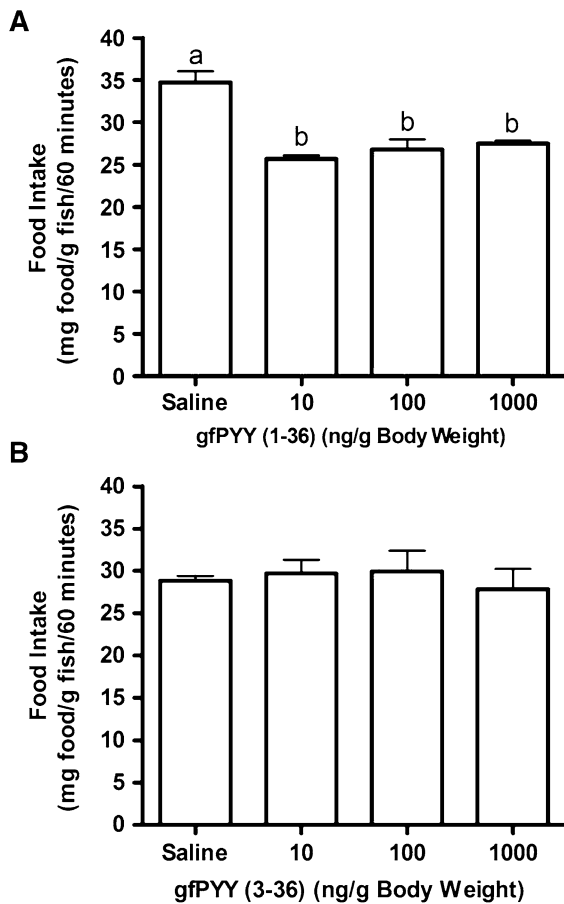 A
Food Intake
(mg food/g fish/60 minutes)
40
35
30
25
20
15
10
5
0
a
b
b
b
Saline
10
100
1000
gfPYY (1-36) (ng/g Body Weight)
B
Food Intake
(mg food/g fish/60 minutes)
40
35
30
25
20
15
10
5
0
Saline
10
100
1000
gfPYY (3-36) (ng/g Body Weight)